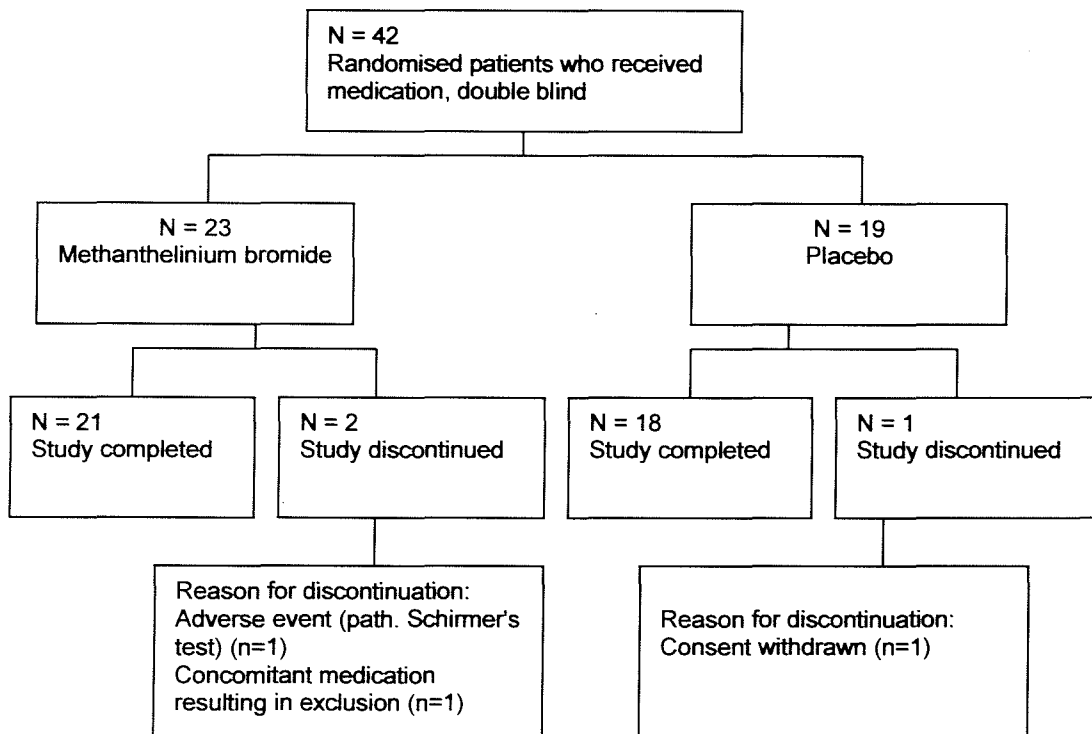 N = 42
Randomised patients who received
medication, double blind
N = 23
Methanthelinium bromide
N = 19
Placebo
N = 21
Study completed
N = 2
Study discontinued
N = 18
Study completed
N = 1
Study discontinued
Reason for discontinuation:
Adverse event (path. Schirmer's
test) (n=1)
Concomitant medication
resulting in exclusion (n=1)
Reason for discontinuation:
Consent withdrawn (n=1)